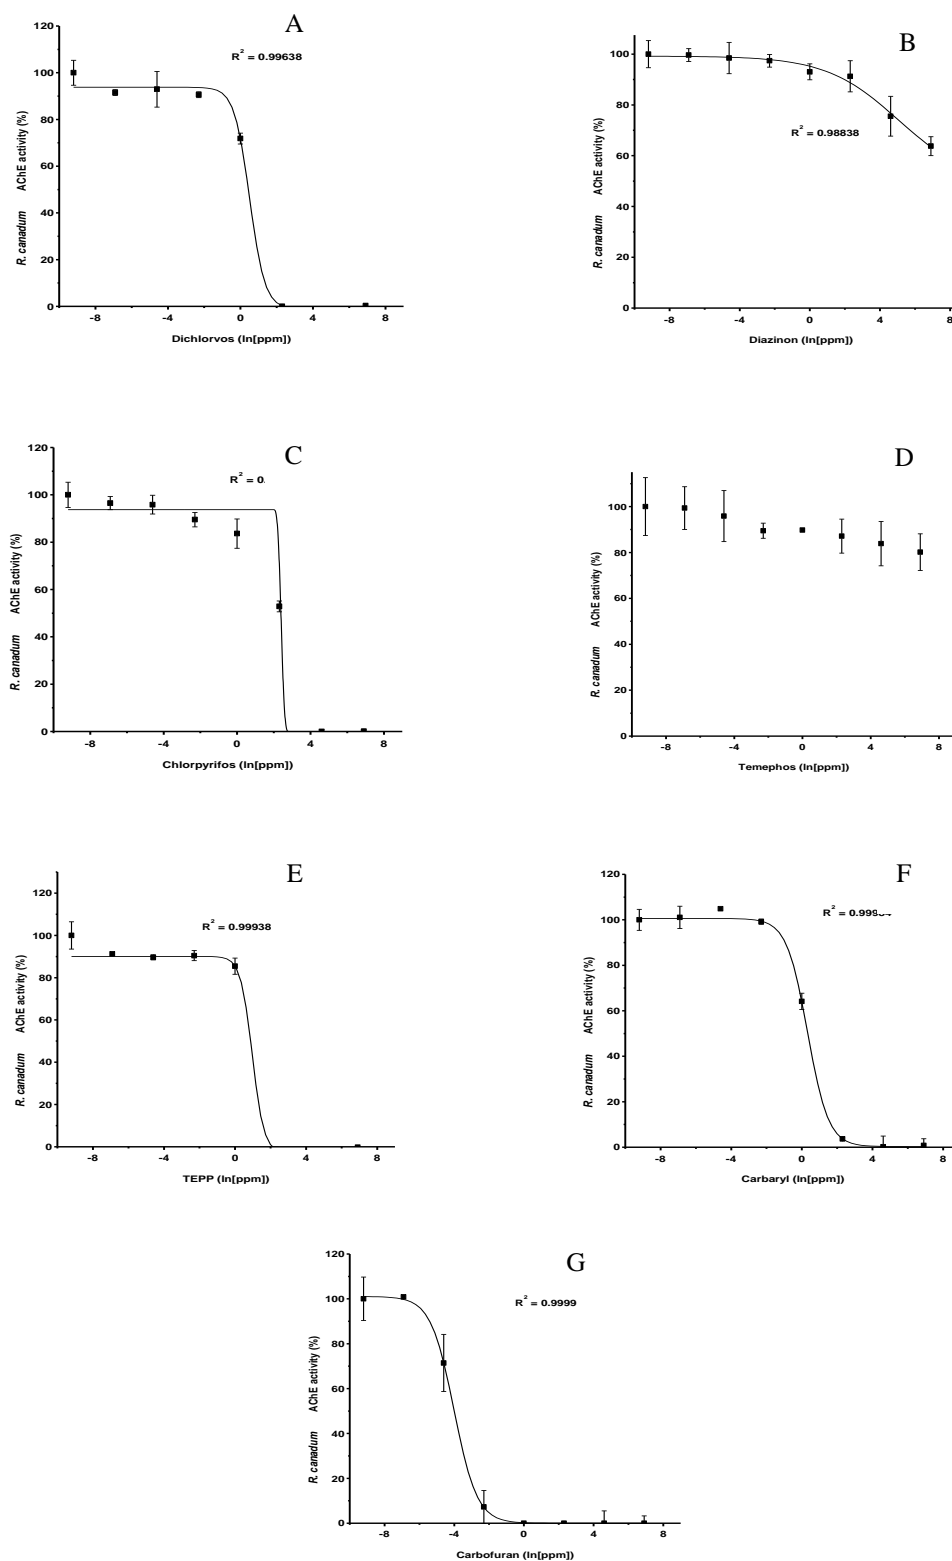 A
R² = 0.99638
R. canadum AChE activity (%)
120
100
80
60
40
20
0
-8 -4 0 4 8
Dichlorvos (ln[ppm])
B
R² = 0.98838
R. canadum AChE activity (%)
100
80
60
40
20
0
-8 -4 0 4 8
Diazinon (ln[ppm])
C
R² = 0.
R. canadum AChE activity (%)
120
100
80
60
40
20
0
-8 -4 0 4 8
Chlorpyrifos (ln[ppm])
D
R. canadum AChE activity (%)
100
80
60
40
20
0
-8 -4 0 4 8
Temephos (ln[ppm])
E
R² = 0.99938
R. canadum AChE activity (%)
120
100
80
60
40
20
0
-8 -4 0 4 8
TEPP (ln[ppm])
F
R. canadum AChE activity (%)
120
100
80
60
40
20
0
-8 -4 0 4 8
Carbaryl (ln[ppm])
G
R² = 0.9999
R. canadum AChE activity (%)
120
100
80
60
40
20
0
-8 -4 0 4 8
Carbofuran (ln[ppm])